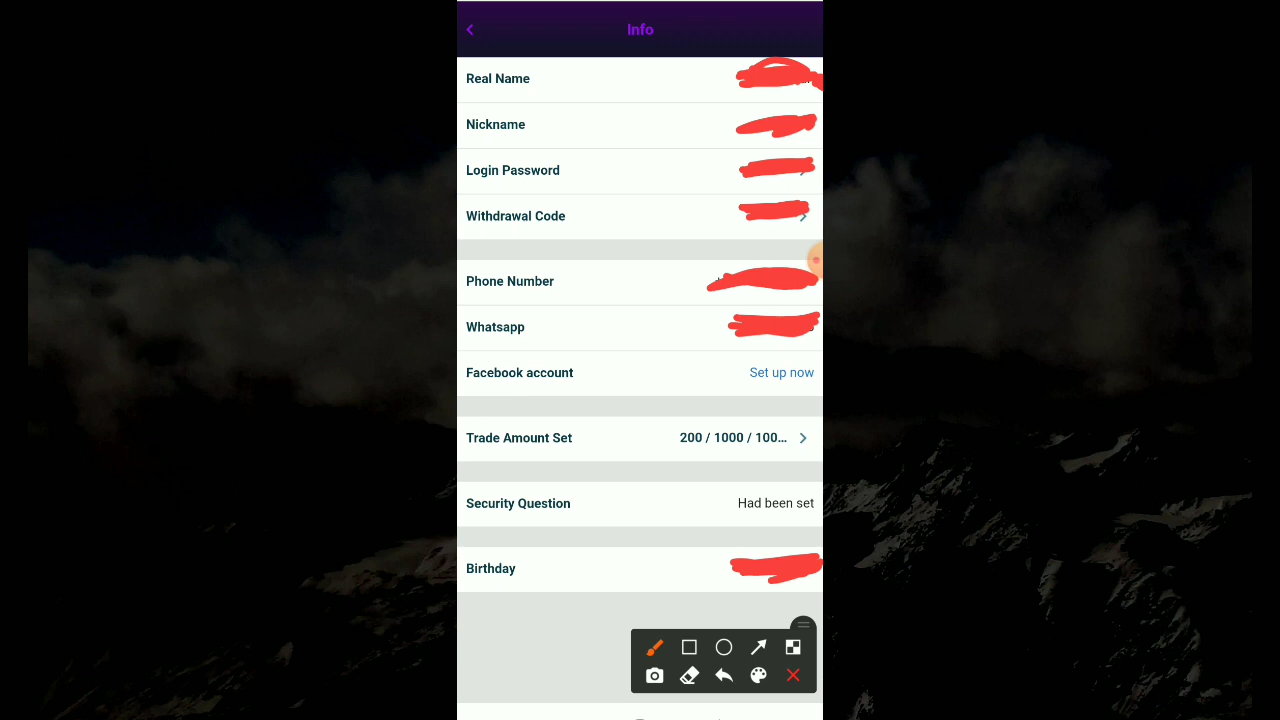 Info
Real Name
Nickname
Login Password
Withdrawal Code
Phone Number
Whatsapp
Facebook account Set up now
Trade Amount Set 200 / 1000 / 100...
Security Question Had been set
Birthday